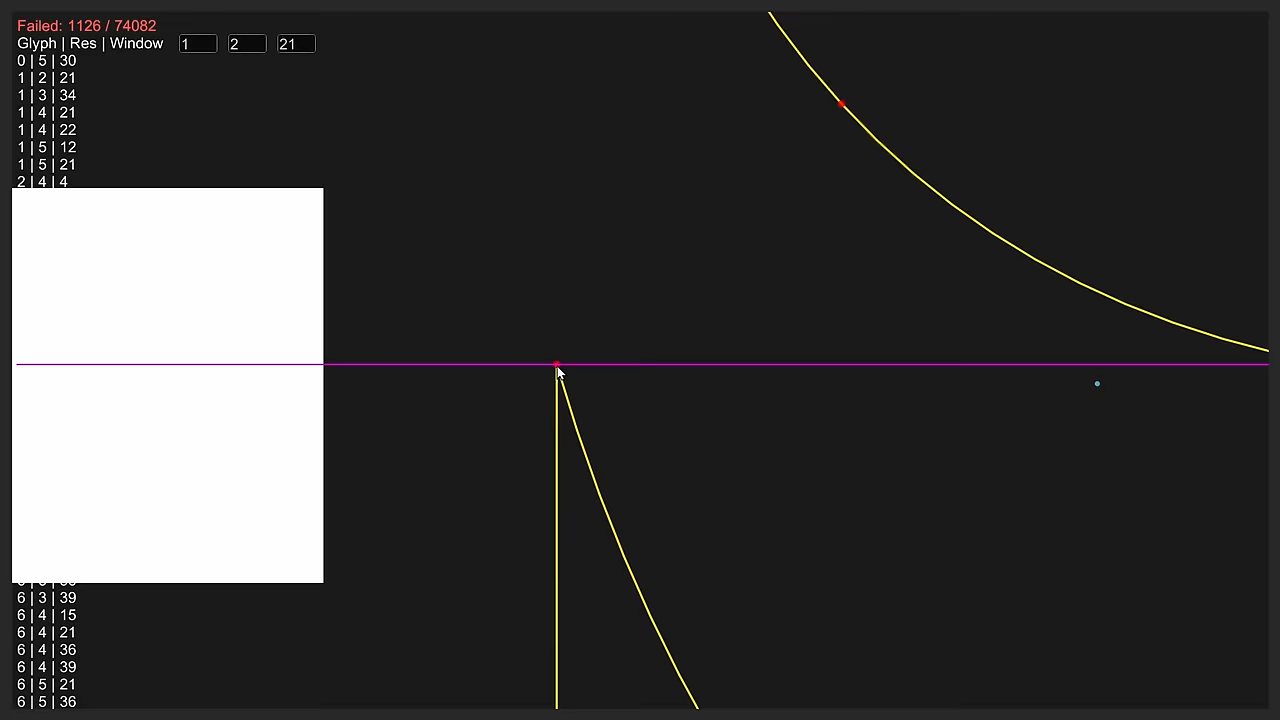 Failed: 1126 / 74082
Glyph | Res | Window 1 2 21
0 | 5 | 30
1 | 2 | 21
1 | 3 | 34
1 | 4 | 21
1 | 4 | 22
1 | 5 | 12
1 | 5 | 21
2 | 4 | 4
6 | 3 | 39
6 | 4 | 15
6 | 4 | 21
6 | 4 | 36
6 | 4 | 39
6 | 5 | 21
6 | 5 | 36